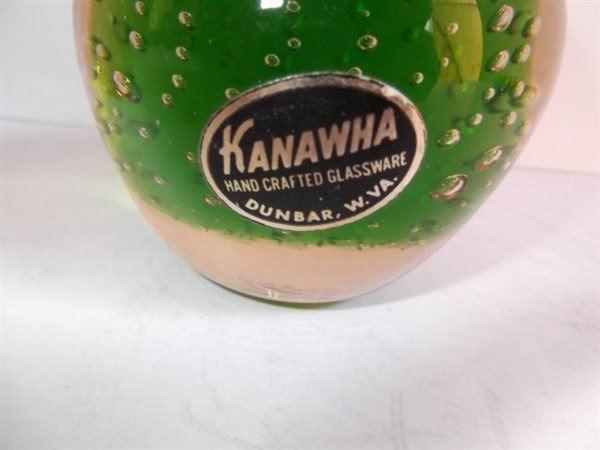 KANAWHA
HAND CRAFTED GLASSWARE
DUNBAR, W. VA.